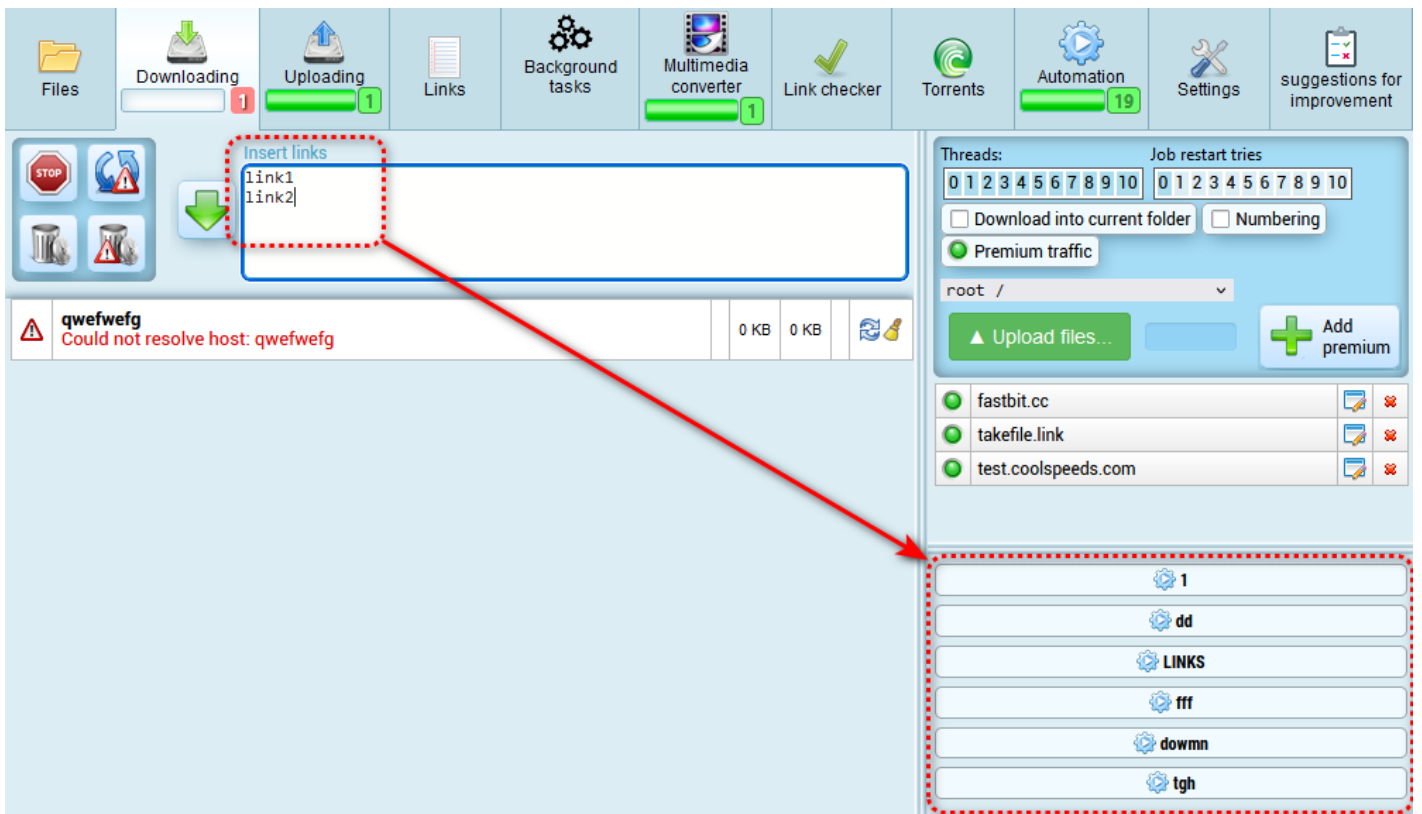 Files
Downloading
1
Uploading
1
Links
Background
tasks
Multimedia
converter
1
Link checker
Torrents
Automation
19
Settings
suggestions for
improvement
STOP
Insert links
link1
link2
qwefwefg
Could not resolve host: qwefwefg
0 KB
0 KB
Threads:
Job restart tries
0 1 2 3 4 5 6 7 8 9 10
0 1 2 3 4 5 6 7 8 9 10
Download into current folder
Numbering
Premium traffic
root /
▲ Upload files...
Add
premium
fastbit.cc
takefile.link
test.coolspeeds.com
1
dd
LINKS
fff
dowmn
tgh